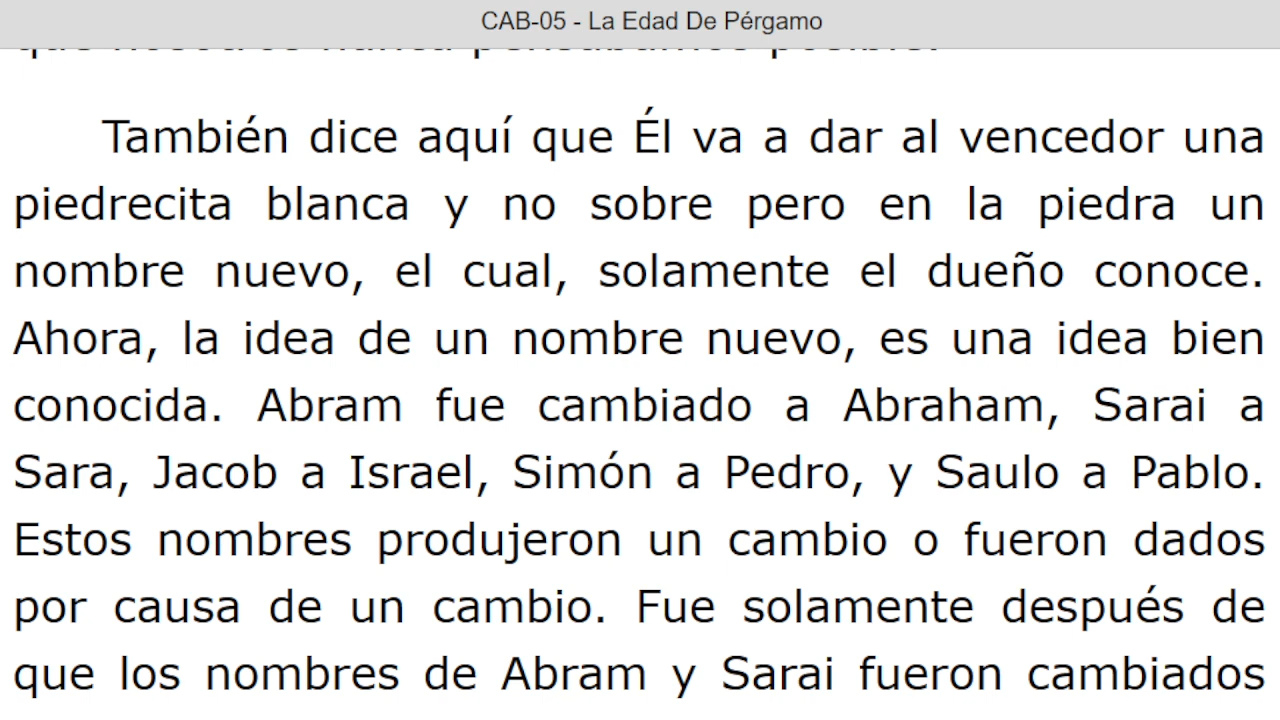 CAB-05 - La Edad De Pérgamo
También dice aquí que Él va a dar al vencedor una
piedrecita blanca y no sobre pero en la piedra un
nombre nuevo, el cual, solamente el dueño conoce.
Ahora, la idea de un nombre nuevo, es una idea bien
conocida. Abram fue cambiado a Abraham, Sarai a
Sara, Jacob a Israel, Simón a Pedro, y Saulo a Pablo.
Estos nombres produjeron un cambio o fueron dados
por causa de un cambio. Fue solamente después de
que los nombres de Abram y Sarai fueron cambiados